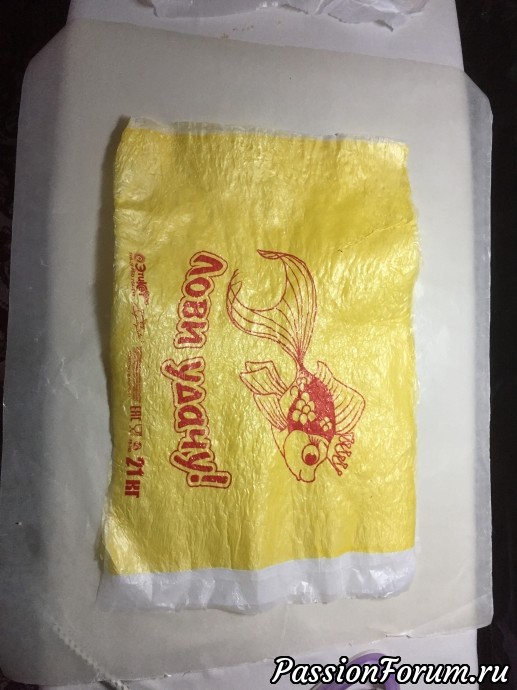 Лови удачу!
21 кг
PassionForum.ru